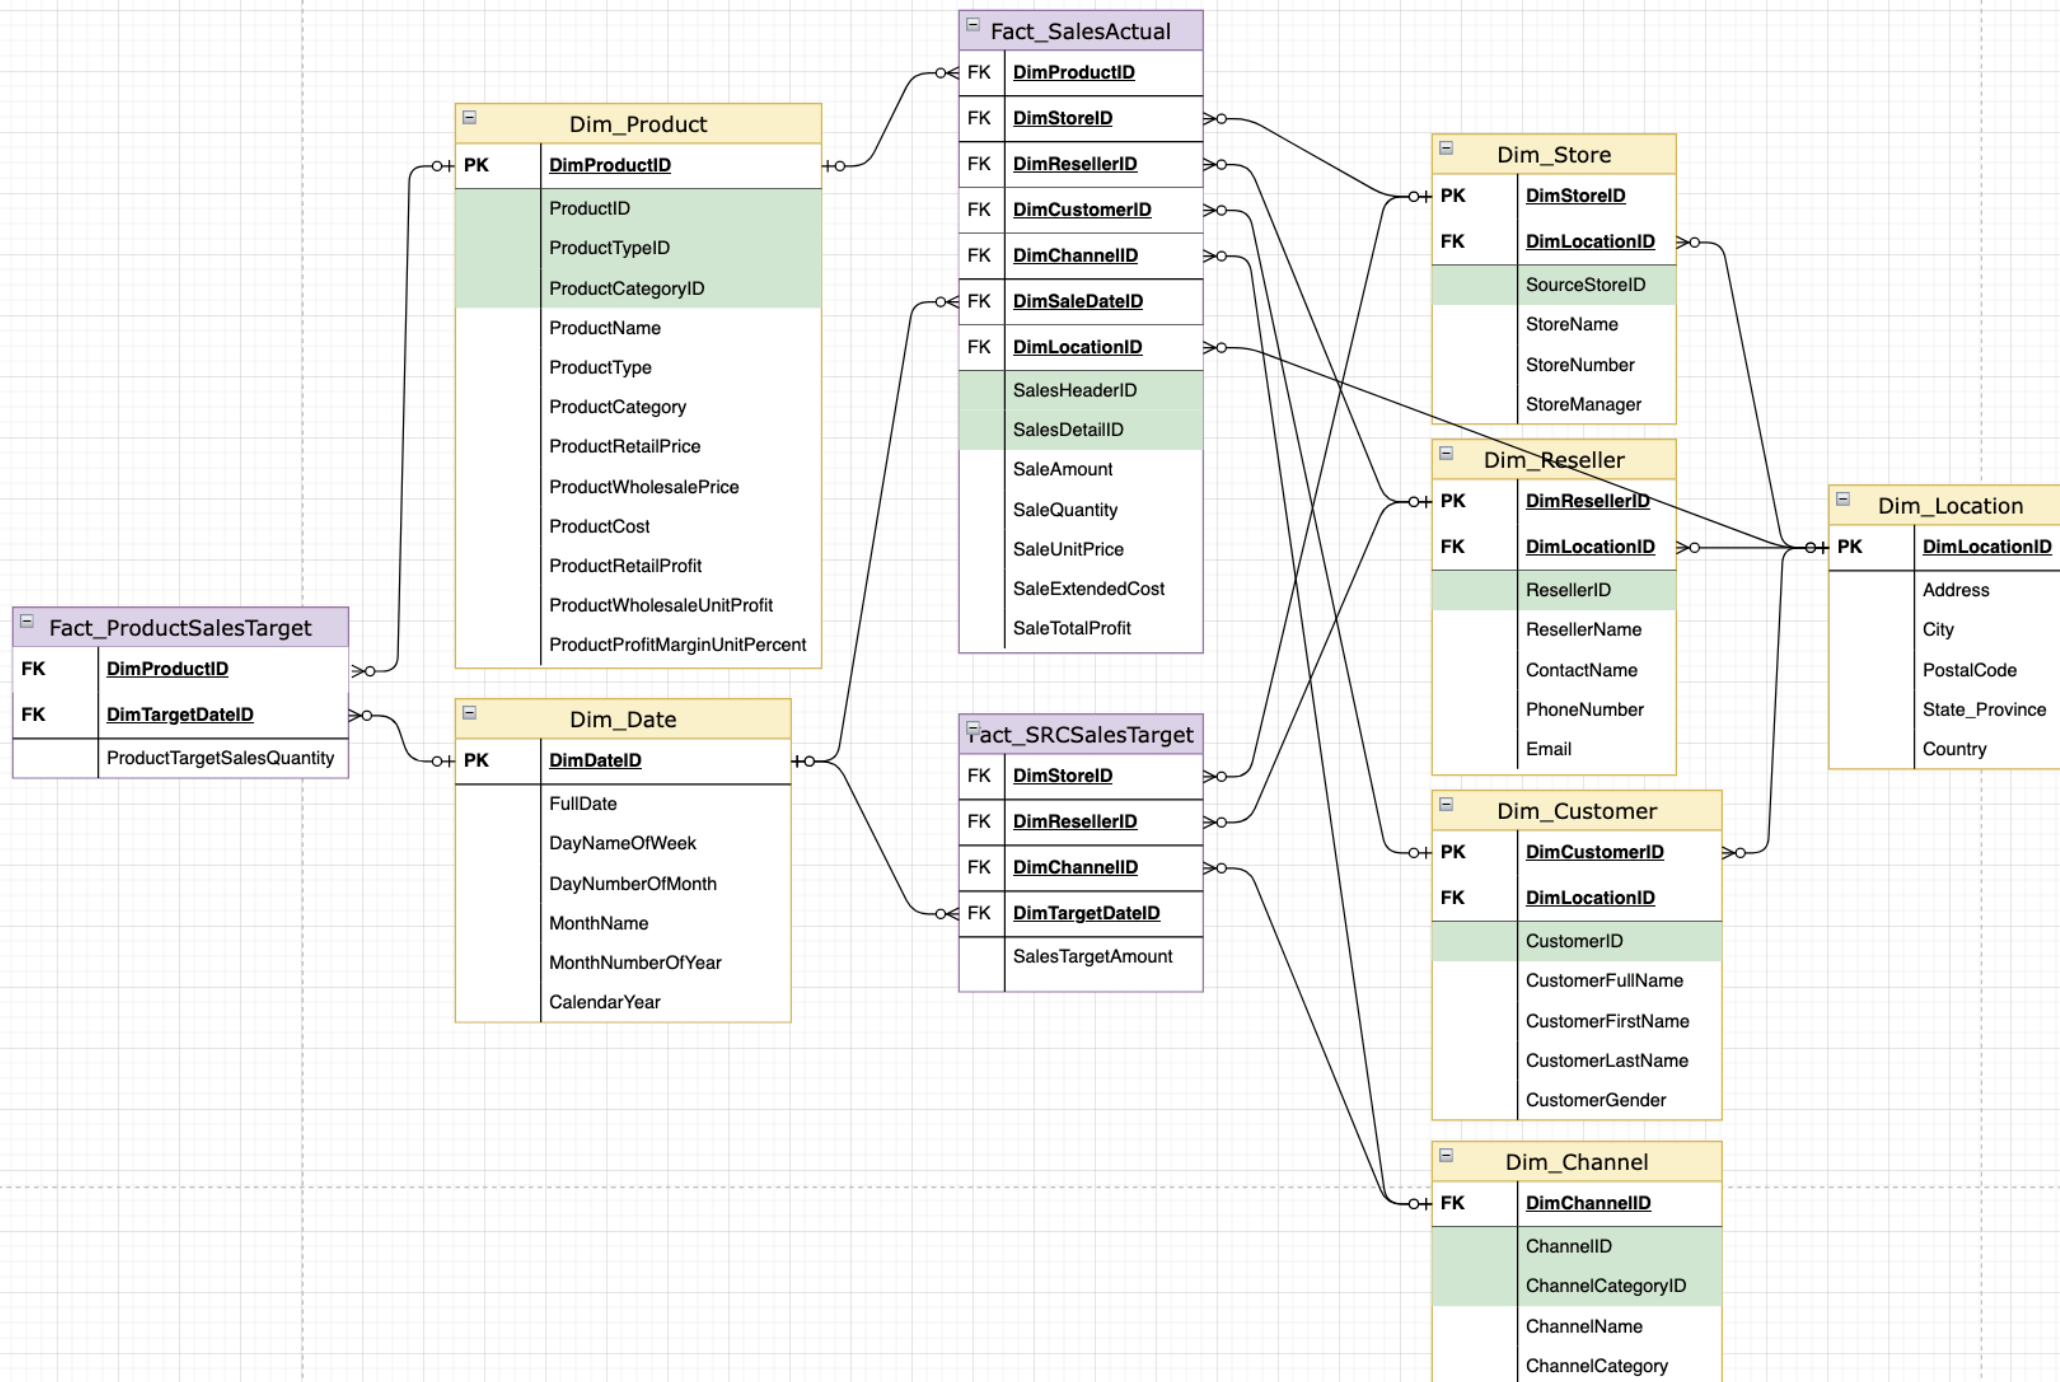 Fact_ProductSalesTarget
FK DimProductID
FK DimTargetDateID
ProductTargetSalesQuantity
Dim_Product
PK DimProductID
ProductID
ProductTypeID
ProductCategoryID
ProductName
ProductType
ProductCategory
ProductRetailPrice
ProductWholesalePrice
ProductCost
ProductRetailProfit
ProductWholesaleUnitProfit
ProductProfitMarginUnitPercent
Dim_Date
PK DimDateID
FullDate
DayNameOfWeek
DayNumberOfMonth
MonthName
MonthNumberOfYear
CalendarYear
Fact_SalesActual
FK DimProductID
FK DimStoreID
FK DimResellerID
FK DimCustomerID
FK DimChannelID
FK DimSaleDateID
FK DimLocationID
SalesHeaderID
SalesDetailID
SaleAmount
SaleQuantity
SaleUnitPrice
SaleExtendedCost
SaleTotalProfit
Fact_SRCSalesTarget
FK DimStoreID
FK DimResellerID
FK DimChannelID
FK DimTargetDateID
SalesTargetAmount
Dim_Store
PK DimStoreID
FK DimLocationID
SourceStoreID
StoreName
StoreNumber
StoreManager
Dim_Reseller
PK DimResellerID
FK DimLocationID
ResellerID
ResellerName
ContactName
PhoneNumber
Email
Dim_Customer
PK DimCustomerID
FK DimLocationID
CustomerID
CustomerFullName
CustomerFirstName
CustomerLastName
CustomerGender
Dim_Channel
FK DimChannelID
ChannelID
ChannelCategoryID
ChannelName
ChannelCategory
Dim_Location
PK DimLocationID
Address
City
PostalCode
State_Province
Country